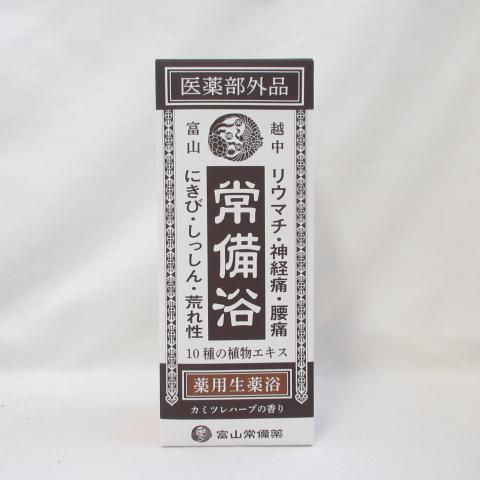 医薬部外品
越中
富山
リウマチ・神経痛・腰痛
常備浴
にきび・しっしん・荒れ性
10種の植物エキス
薬用生薬浴
カミツレハーブの香り
富山常備薬